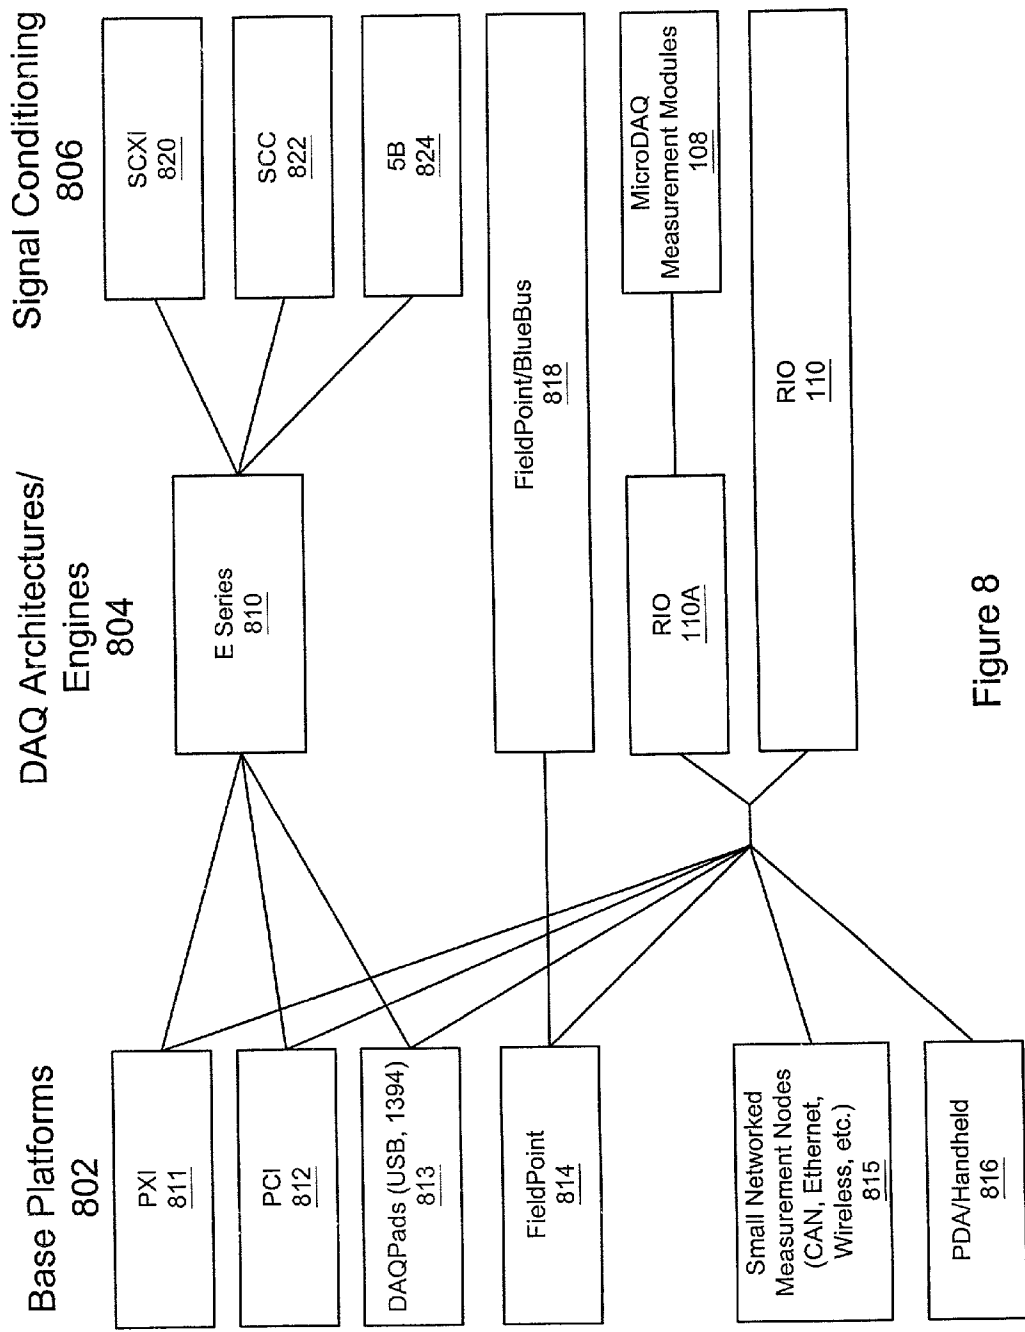 Base Platforms
802
PXI
811
PCI
812
DAQPads (USB, 1394)
813
FieldPoint
814
Small Networked
Measurement Nodes
(CAN, Ethernet,
Wireless, etc.)
815
PDA/Handheld
816
DAQ Architectures/
Engines
804
E Series
810
FieldPoint/BlueBus
818
RIO
110A
RIO
110
Signal Conditioning
806
SCXI
820
SCC
822
5B
824
MicroDAQ
Measurement Modules
108
Figure 8